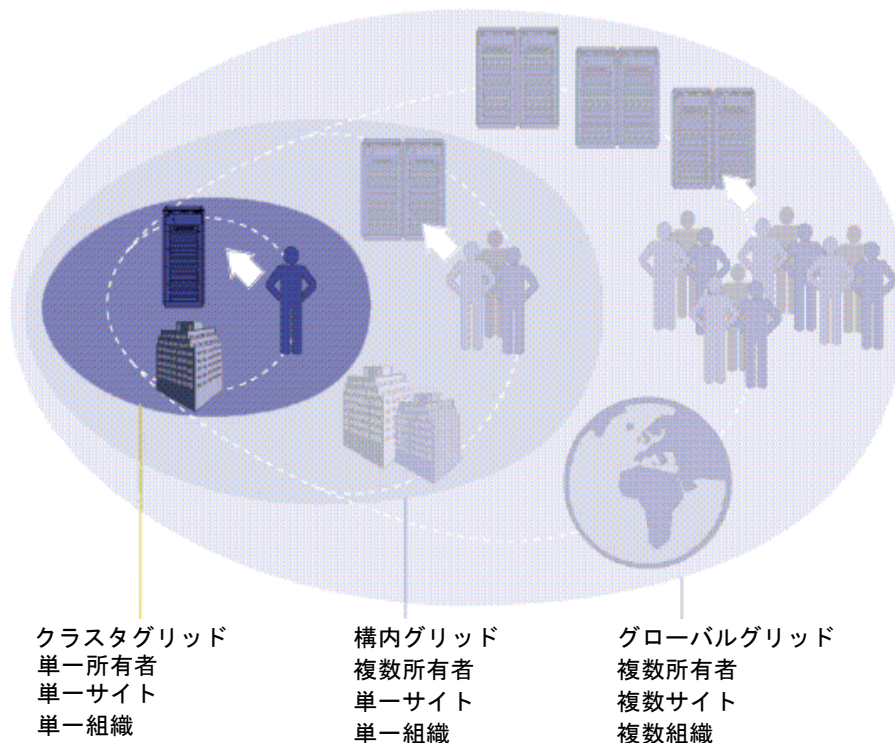 クラスタグリッド
単一所有者
単一サイト
単一組織
構内グリッド
複数所有者
単一サイト
単一組織
グローバルグリッド
複数所有者
複数サイト
複数組織